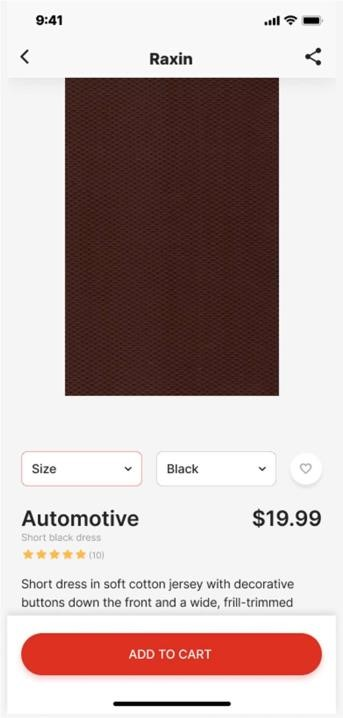 9:41
Raxin
Size
Black
Automotive
$19.99
Short black dress
(10)
Short dress in soft cotton jersey with decorative
buttons down the front and a wide, frill-trimmed
ADD TO CART